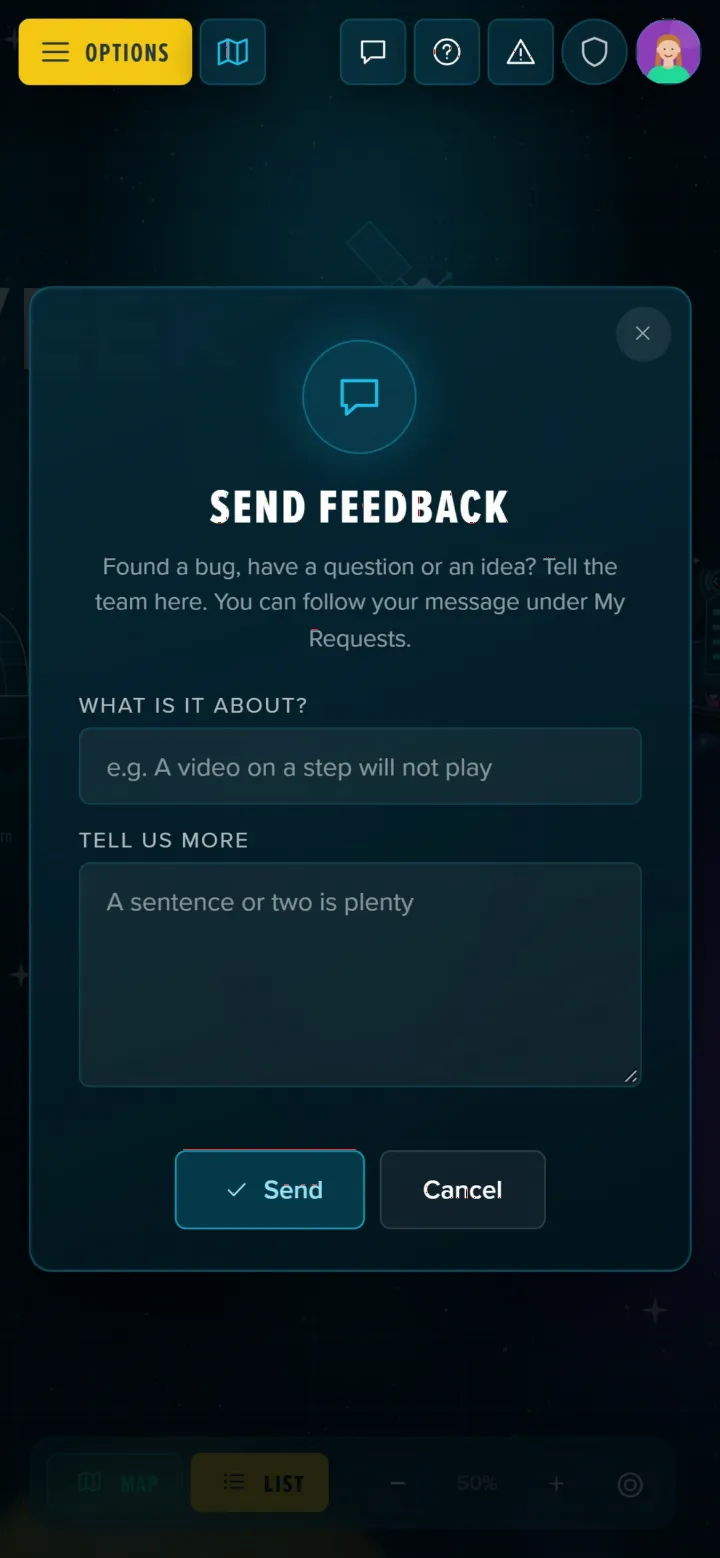 OPTIONS
SEND FEEDBACK
Found a bug, have a question or an idea? Tell the
team here. You can follow your message under My
Requests.
WHAT IS IT ABOUT?
e.g. A video on a step will not play
TELL US MORE
A sentence or two is plenty
Send
Cancel
MAP
LIST
50%